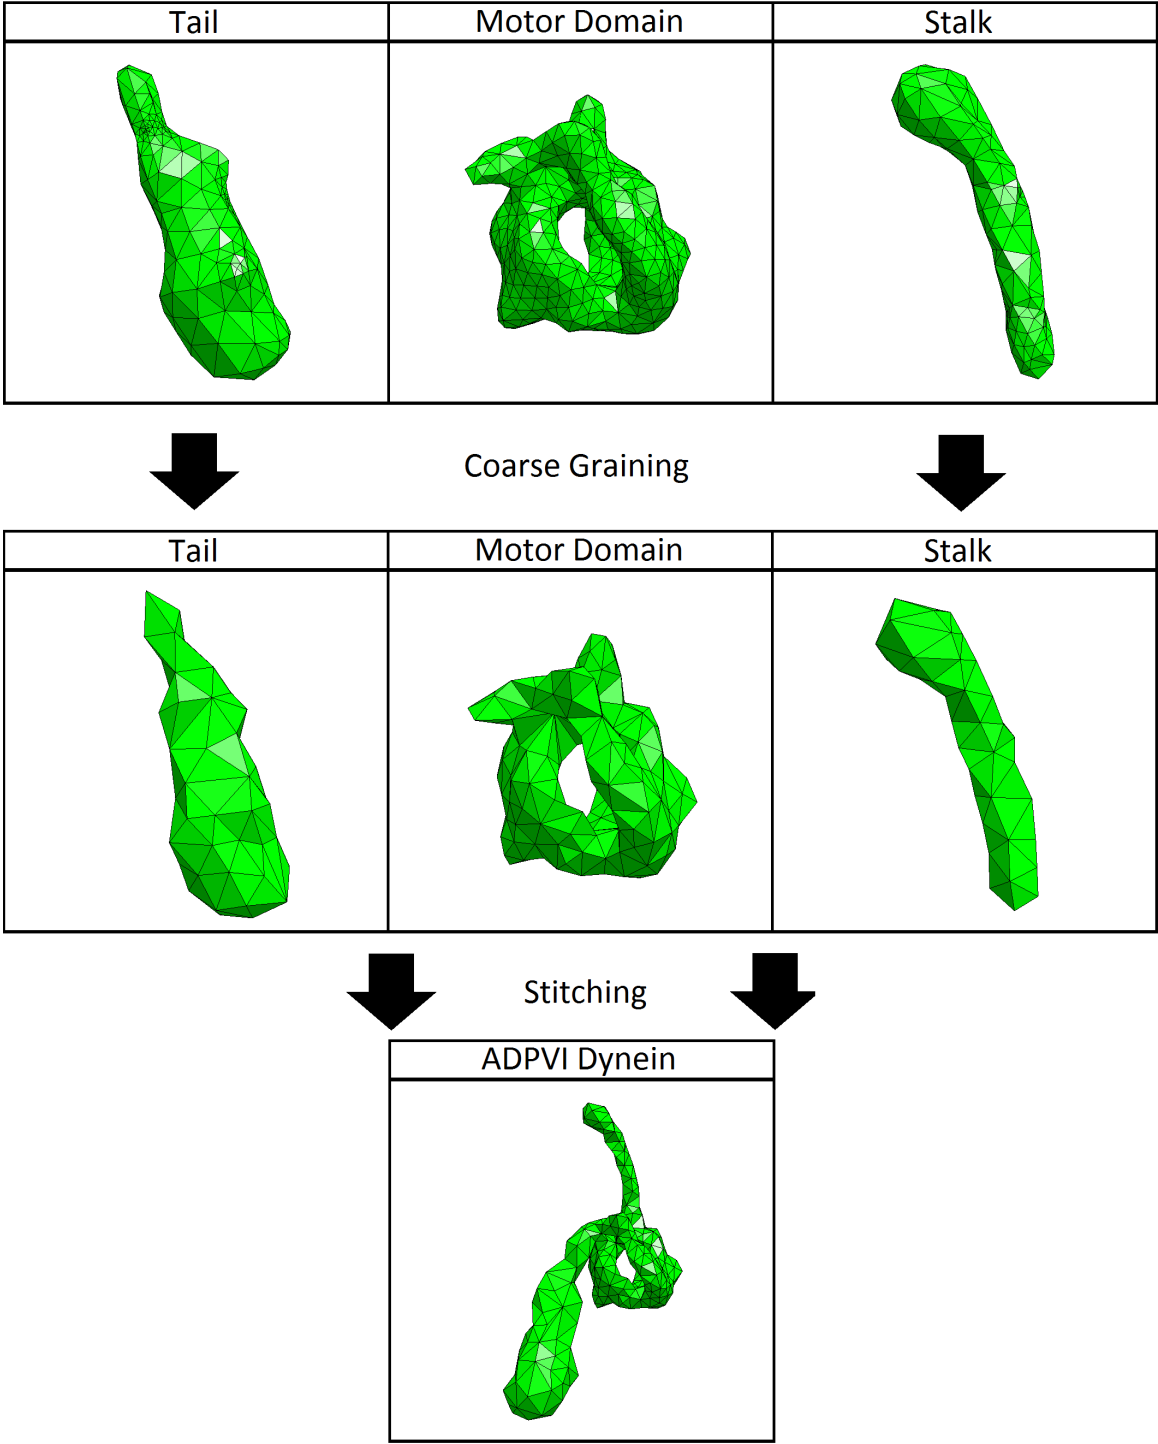 Tail
Motor Domain
Stalk
Coarse Graining
Tail
Motor Domain
Stalk
Stitching
ADPVI Dynein